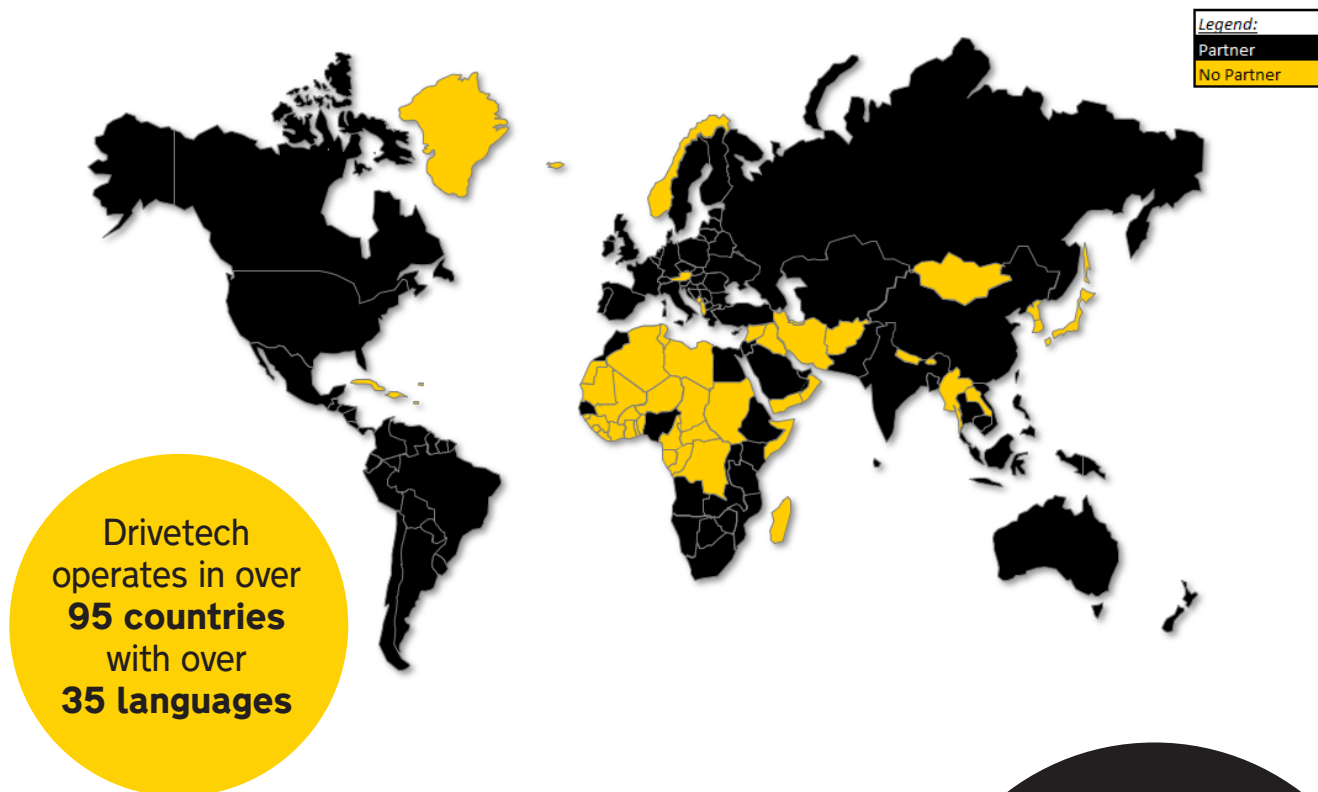 Legend:
Partner
No Partner
Drivetech
operates in over
95 countries
with over
35 languages